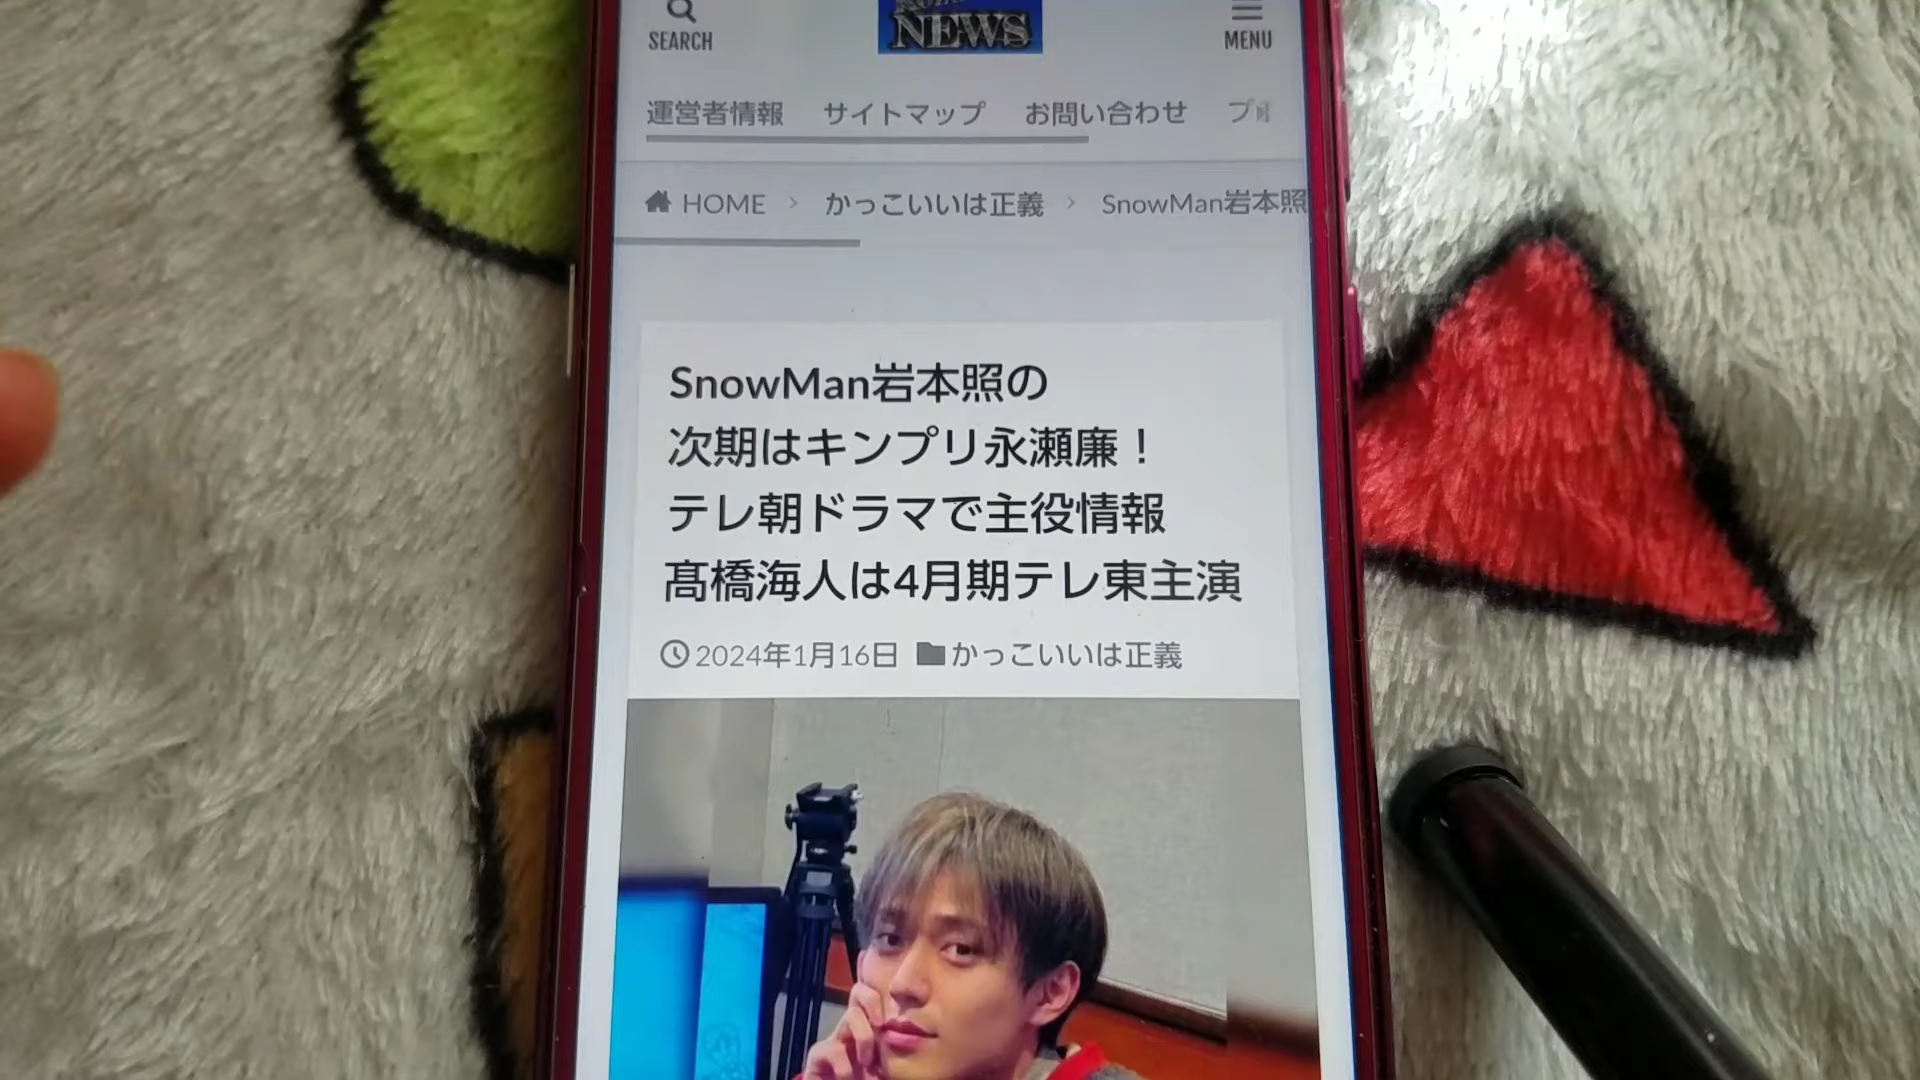 SEARCH
NEWS
MENU
運営者情報 サイトマップ お問い合わせ
HOME > かっこいいは正義 > SnowMan岩本照
SnowMan岩本照の
次期はキンプリ永瀬廉！
テレ朝ドラマで主役情報
髙橋海人は4月期テレ東主演
2024年1月16日 かっこいいは正義